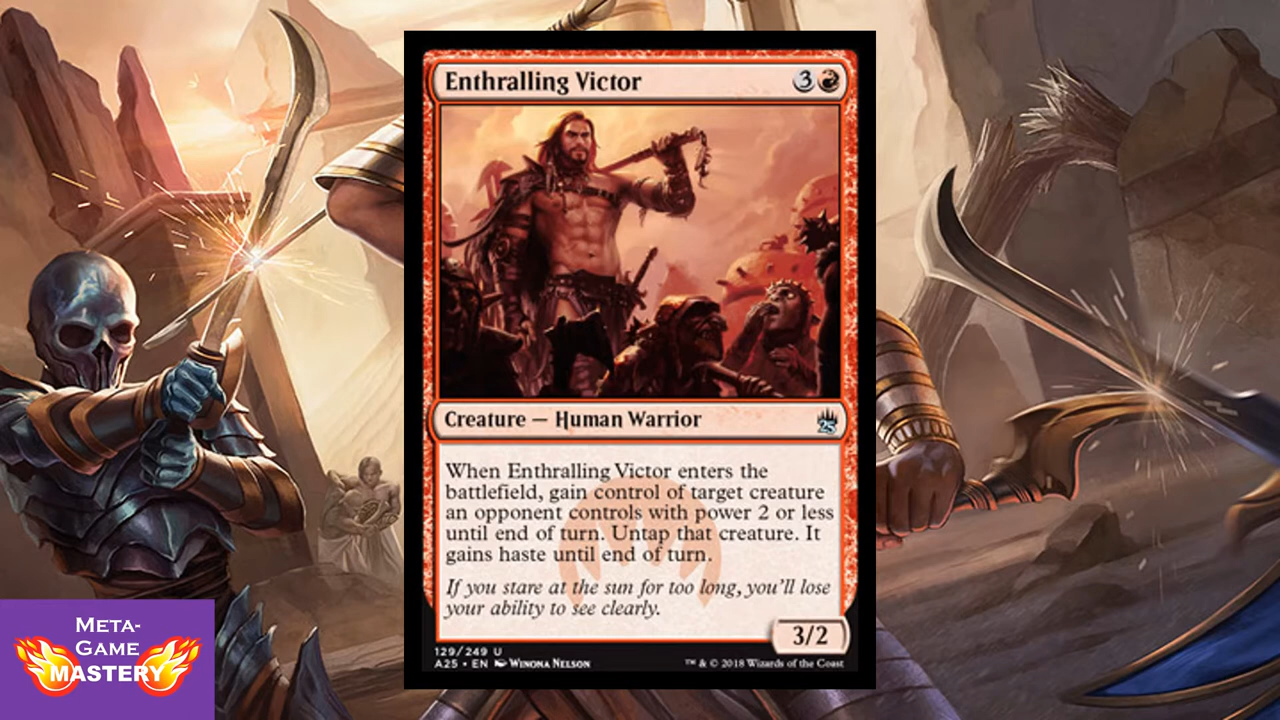 Enthralling Victor 3
Creature — Human Warrior
25
When Enthralling Victor enters the
battlefield, gain control of target creature
an opponent controls with power 2 or less
until end of turn. Untap that creature. It
gains haste until end of turn.
If you stare at the sun for too long, you'll lose
your ability to see clearly.
3/2
129/249 U
A25 • EN Winona Nelson
™ & © 2018 Wizards of the Coast
META-
GAME
MASTERY